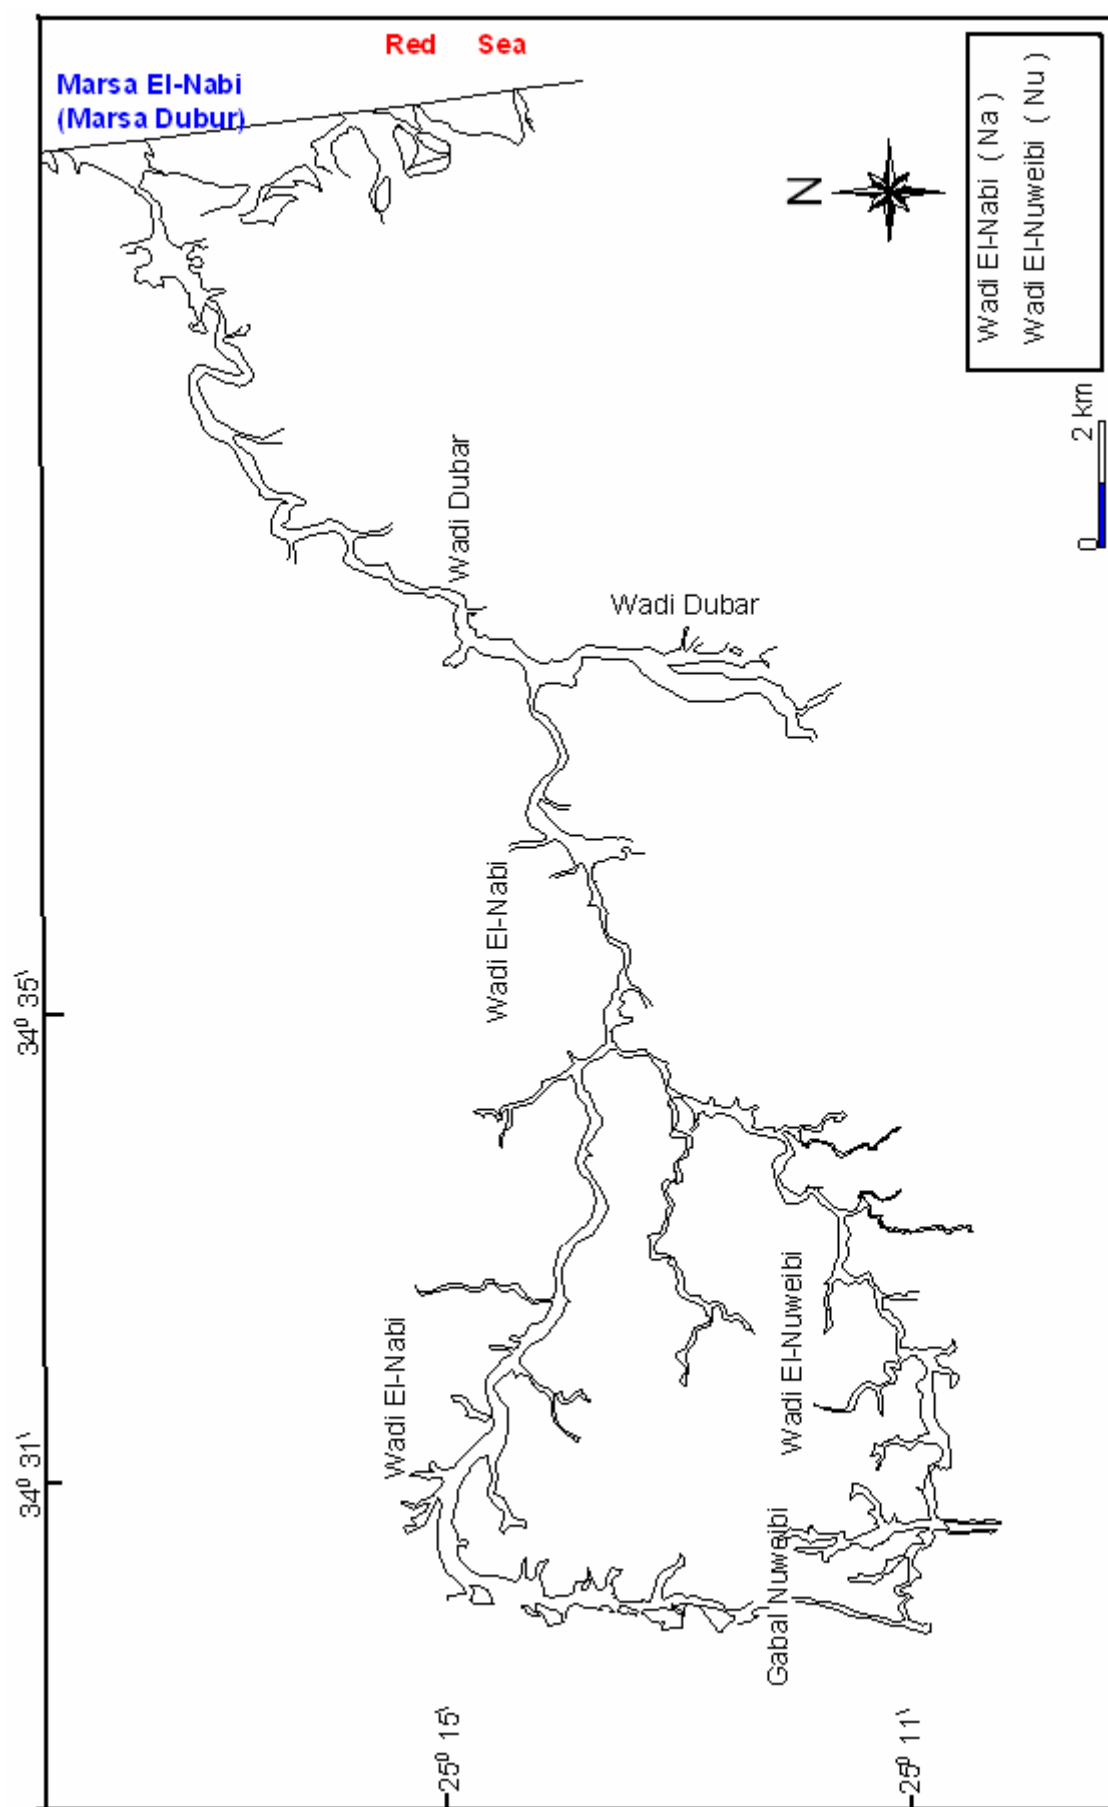 Red Sea
Marsa El-Nabi
(Marsa Dubur)
N
Wadi El-Nabi ( Na )
Wadi El-Nuweibi ( Nu )
0 2 km
Wadi Dubar
Wadi Dubar
Wadi El-Nabi
34⁰ 35\
Wadi El-Nabi
Wadi El-Nuweibi
34⁰ 31\
Gabal Nuweibi
25⁰ 15\
25⁰ 11\